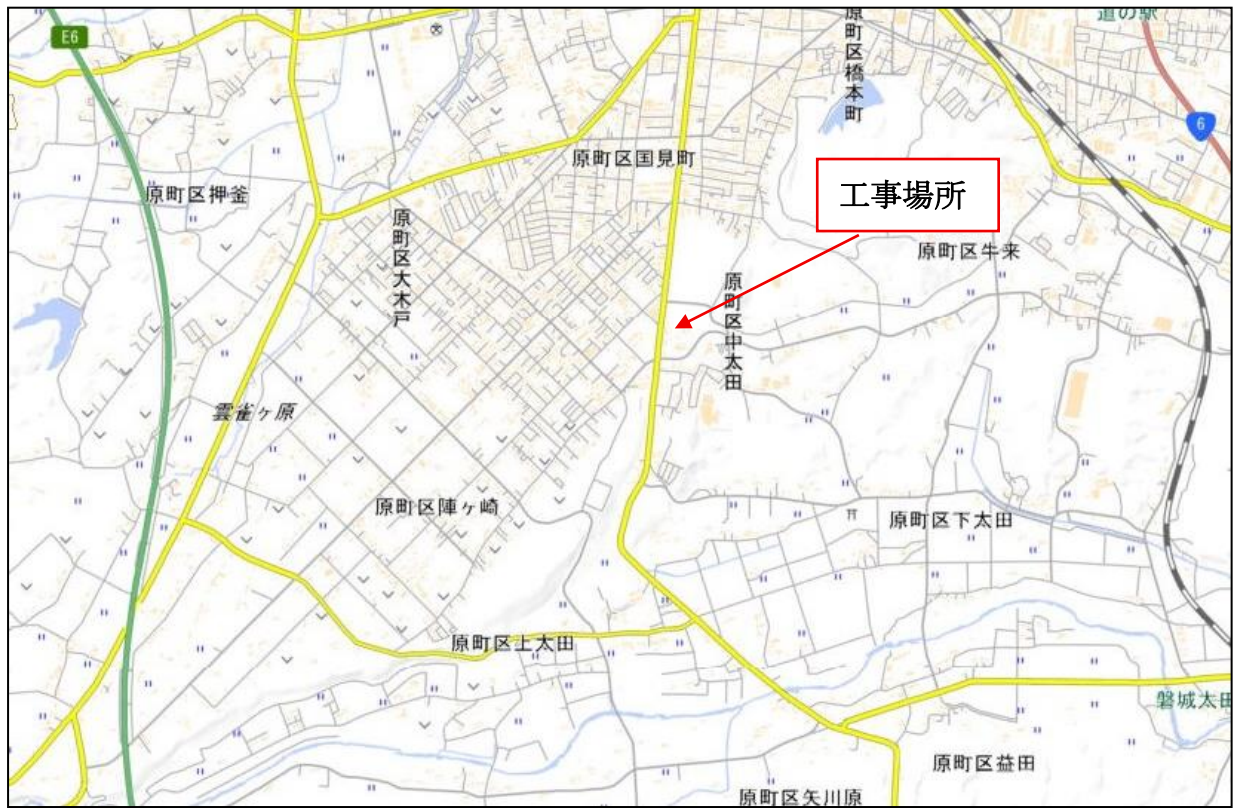 道の駅
E6
原町区橋本町
6
原町区国見町
工事場所
原町区押釜
原町区大木戸
原町区牛来
原町区中太田
雲雀ヶ原
原町区陣ヶ崎
原町区下太田
原町区上太田
磐城太田
原町区益田
原町区矢川原